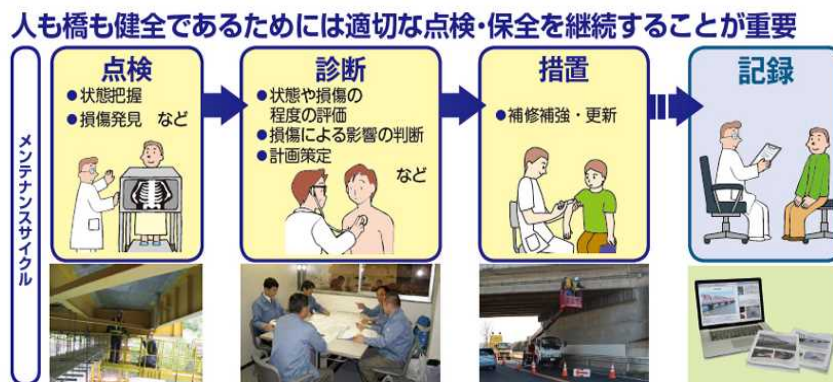 人も橋も健全であるためには適切な点検・保全を継続することが重要
メンテナンスサイクル
点検
●状態把握
●損傷発見 など
診断
●状態や損傷の
程度の評価
●損傷による影響の判断
●計画策定
など
措置
●補修補強・更新
記録